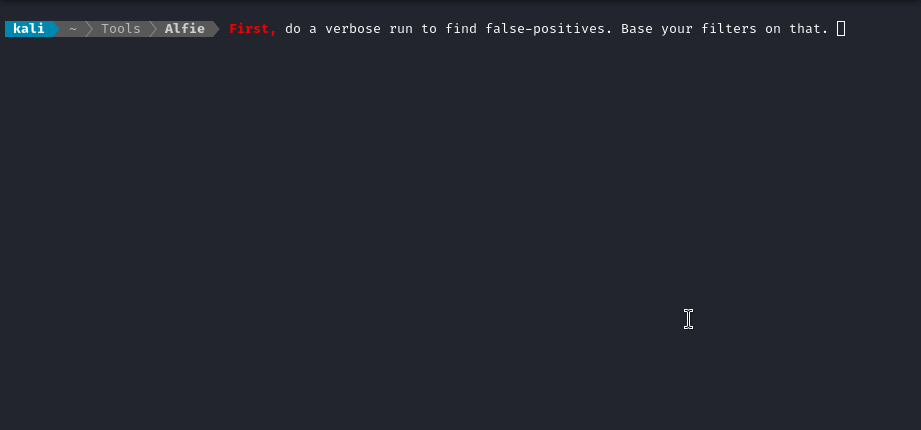 kali ~ Tools Alfie First, do a verbose run to find false-positives. Base your filters on that.